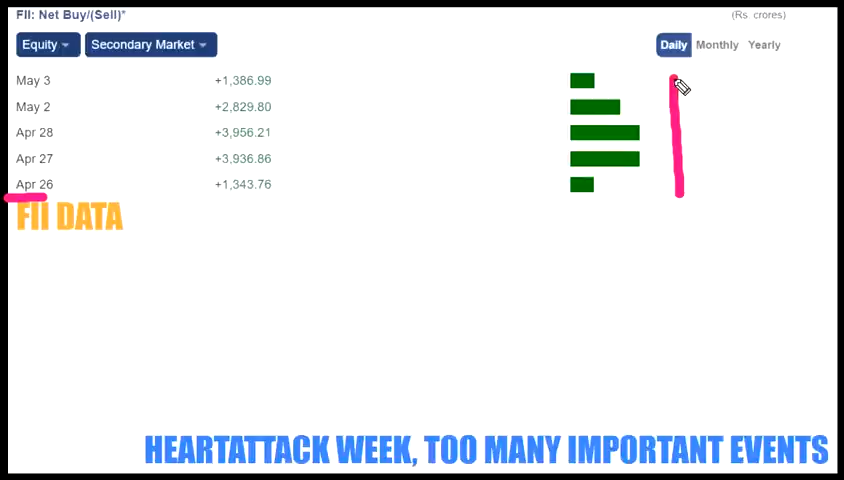 FII: Net Buy/(Sell)* (Rs. crores)
Equity Secondary Market Daily Monthly Yearly
May 3 +1,386.99
May 2 +2,829.80
Apr 28 +3,956.21
Apr 27 +3,936.86
Apr 26 +1,343.76
FII DATA
HEARTATTACK WEEK, TOO MANY IMPORTANT EVENTS